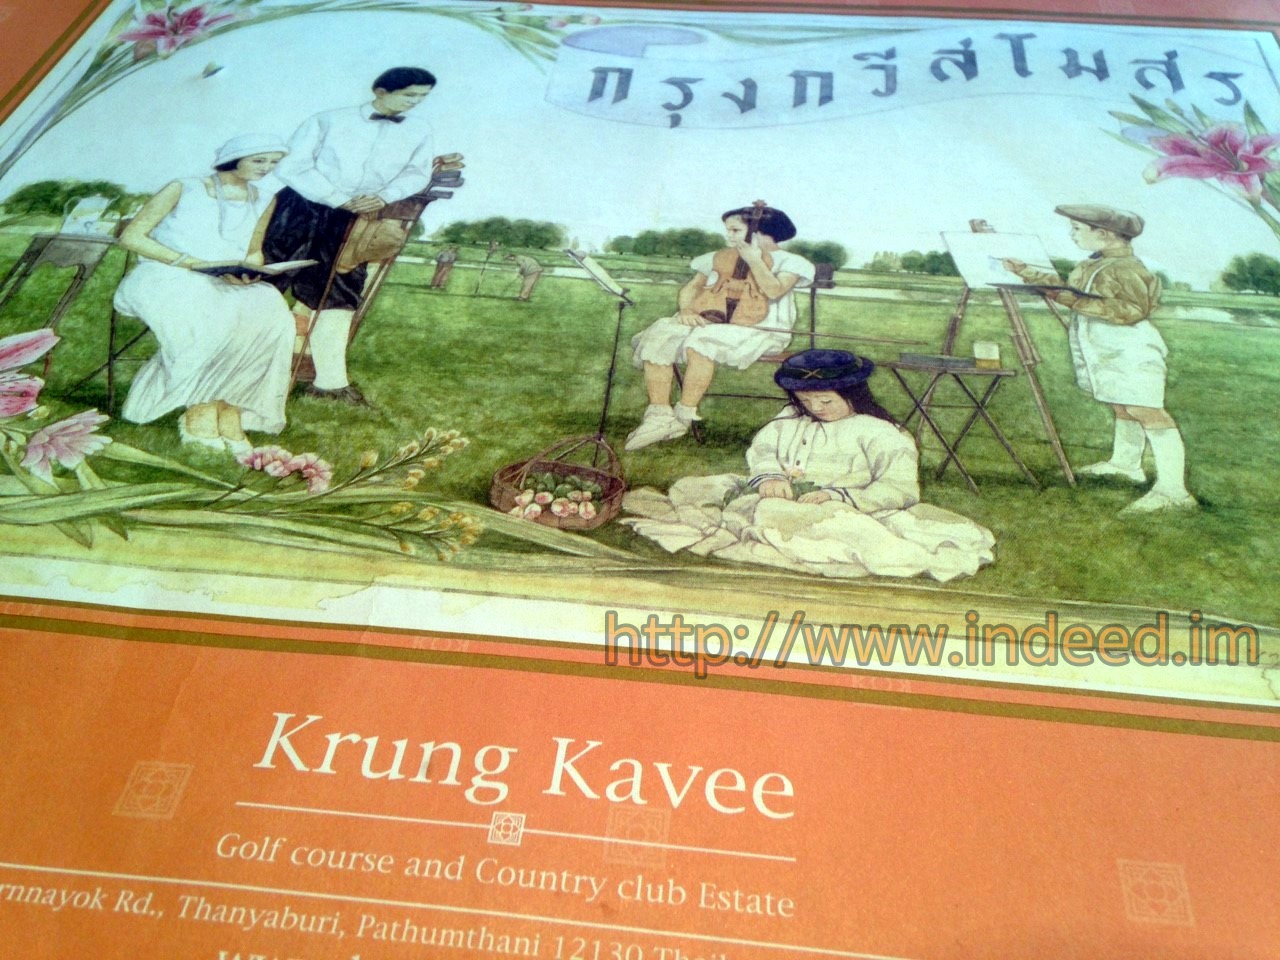 กรุงกวีสโมสร
http://www.indeed.im
Krung Kavee
Golf course and Country club Estate
Rd., Thanyaburi, Pathumthani 12130